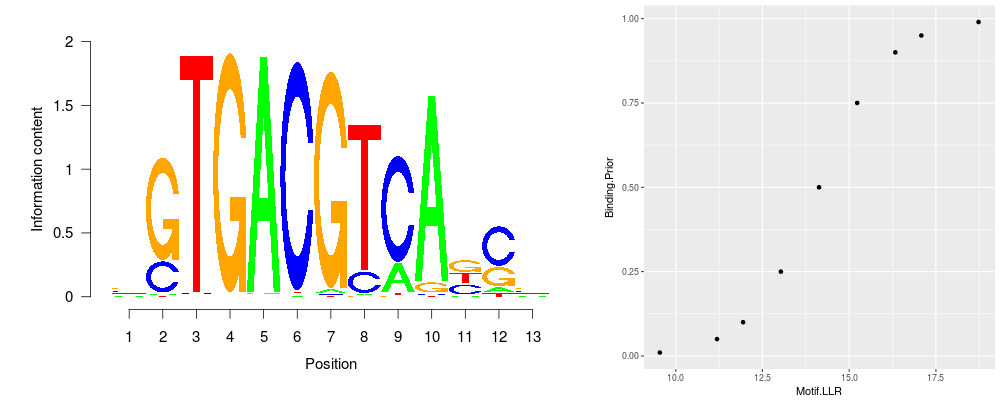 2
1.5
1
0.5
0
Information content
G
C
T
G
A
C
G
T
C
C
A
A
G
G
T
C
C
G
A
1 2 3 4 5 6 7 8 9 10 11 12 13
Position
1.00
0.75
0.50
0.25
0.00
Binding.Prior
10.0 12.5 15.0 17.5
Motif.LLR